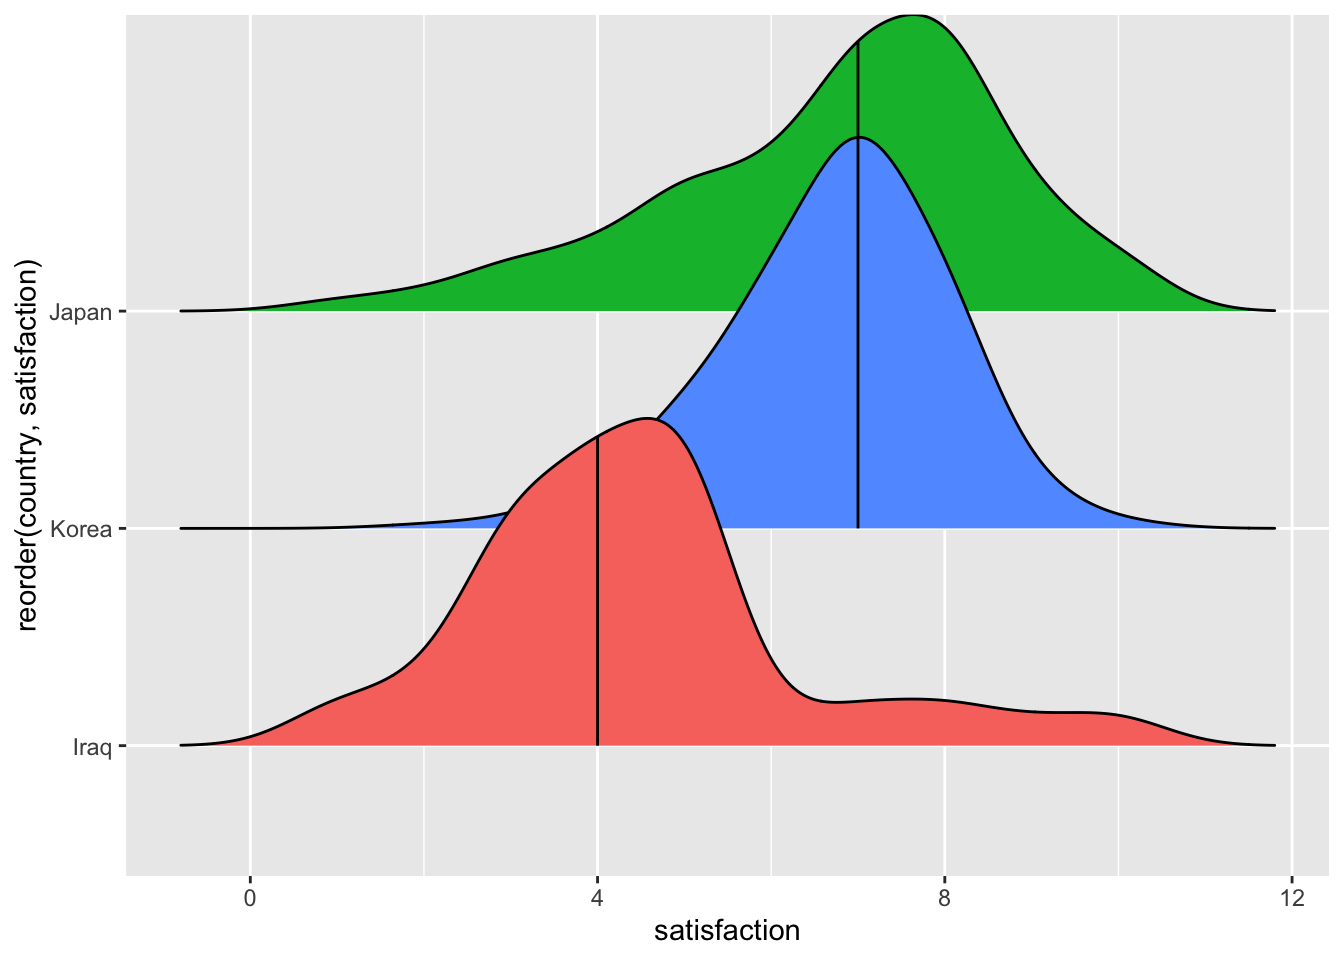 reorder(country, satisfaction)
Japan
Korea
Iraq
0 4 8 12
satisfaction